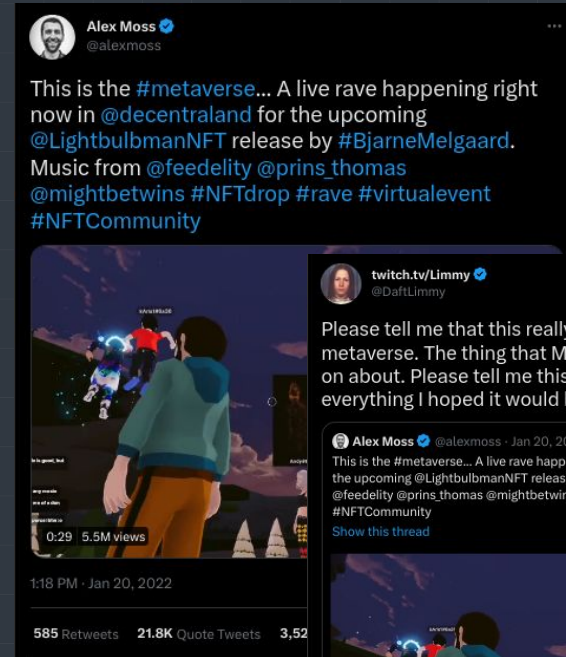 Alex Moss
@alexmoss
This is the #metaverse... A live rave happening right
now in @decentraland for the upcoming
@LightbulbmanNFT release by #BjarneMelgaard.
Music from @feedelity @prins_thomas
@mightbetwins #NFTdrop #rave #virtualevent
#NFTCommunity
0:29 5.5M views
1:18 PM · Jan 20, 2022
585 Retweets 21.8K Quote Tweets 3,52
twitch.tv/Limmy
@DaftLimmy
Please tell me that this really
metaverse. The thing that M
on about. Please tell me this
everything I hoped it would
Alex Moss @alexmoss · Jan 20, 20
This is the #metaverse... A live rave happ
the upcoming @LightbulbmanNFT releas
@feedelity @prins_thomas @mightbetwin
#NFTCommunity
Show this thread